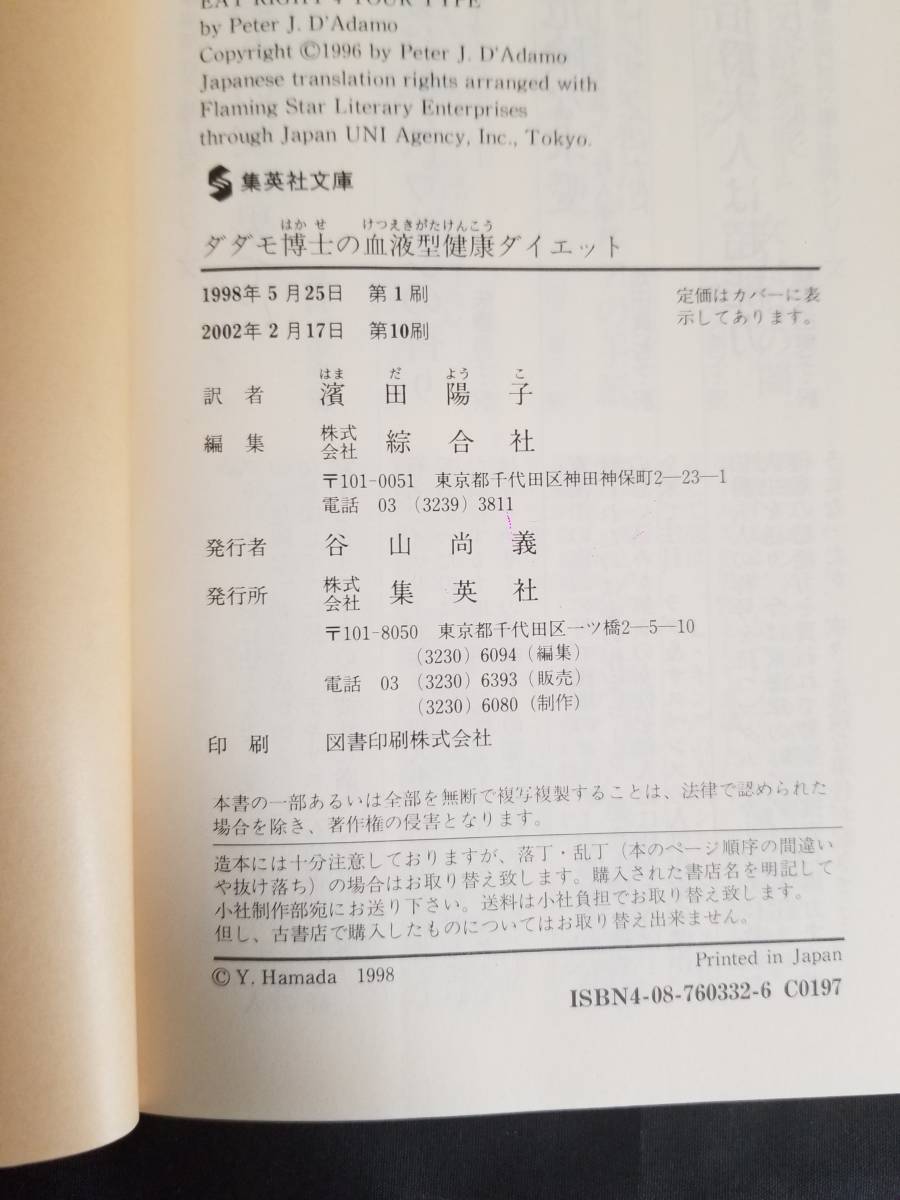 EAT RIGHT 4 YOUR TYPE
by Peter J. D'Adamo
Copyright ©1996 by Peter J. D'Adamo
Japanese translation rights arranged with
Flaming Star Literary Enterprises
through Japan UNI Agency, Inc., Tokyo.
集英社文庫
はかせ けつえきがたけんこう
ダダモ博士の血液型健康ダイエット
1998年5月25日 第1刷
2002年2月17日 第10刷
定価はカバーに表
示してあります。
はま だ よう こ
訳者 濱田陽子
編集 株式会社 綜合社
〒101-0051 東京都千代田区神田神保町2―23―1
電話 03 (3239) 3811
発行者 谷山尚義
発行所 株式会社 集英社
〒101-8050 東京都千代田区一ツ橋2―5―10
(3230) 6094 (編集)
電話 03 (3230) 6393 (販売)
(3230) 6080 (制作)
印刷 図書印刷株式会社
本書の一部あるいは全部を無断で複写複製することは、法律で認められた
場合を除き、著作権の侵害となります。
造本には十分注意しておりますが、落丁・乱丁（本のページ順序の間違い
や抜け落ち）の場合はお取り替え致します。購入された書店名を明記して
小社制作部宛にお送り下さい。送料は小社負担でお取り替え致します。
但し、古書店で購入したものについてはお取り替え出来ません。
© Y. Hamada 1998
Printed in Japan
ISBN4-08-760332-6 C0197